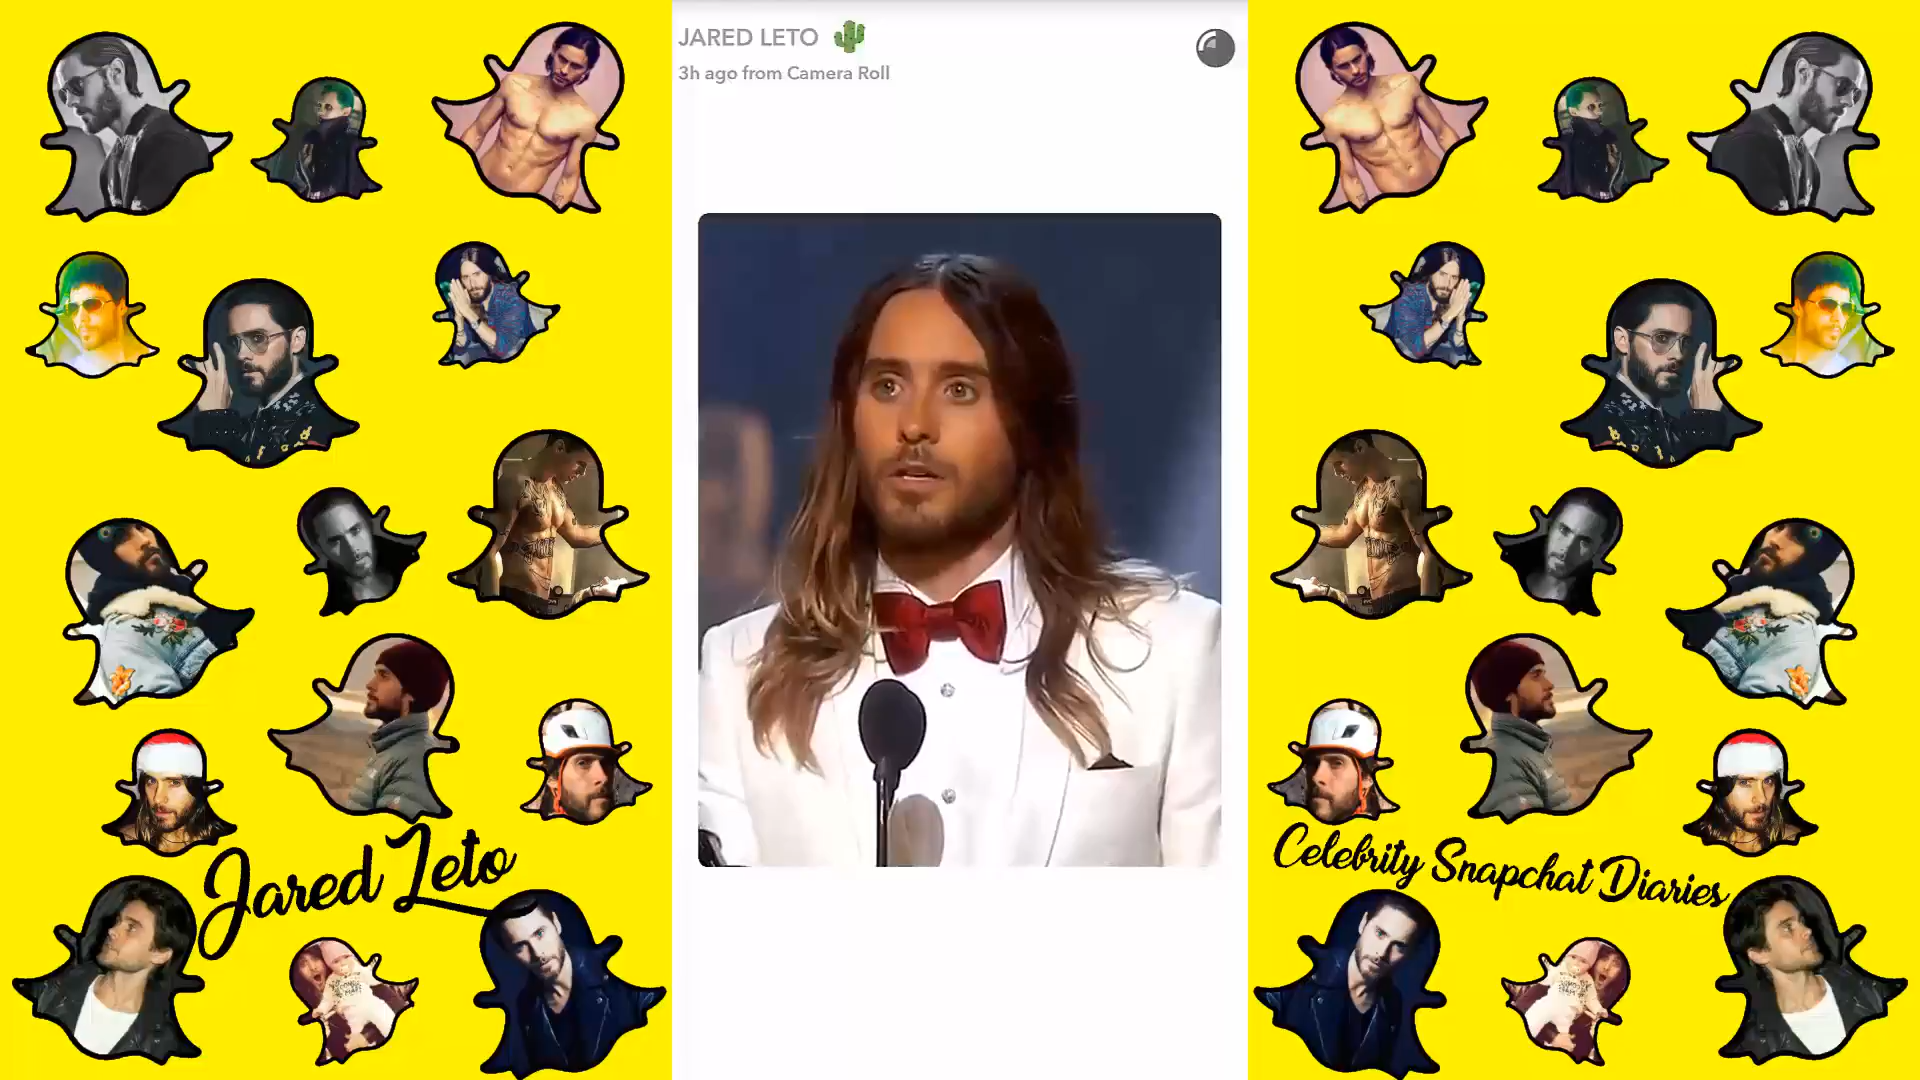 JARED LETO 🌵
3h ago from Camera Roll
Jared Leto
Celebrity Snapchat Diaries